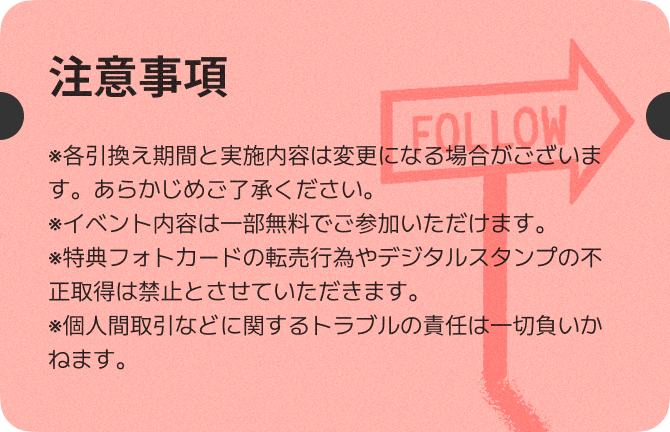 注意事項
FOLLOW
※各引換え期間と実施内容は変更になる場合がございま
す。あらかじめご了承ください。
※イベント内容は一部無料でご参加いただけます。
※特典フォトカードの転売行為やデジタルスタンプの不
正取得は禁止とさせていただきます。
※個人間取引などに関するトラブルの責任は一切負いか
ねます。